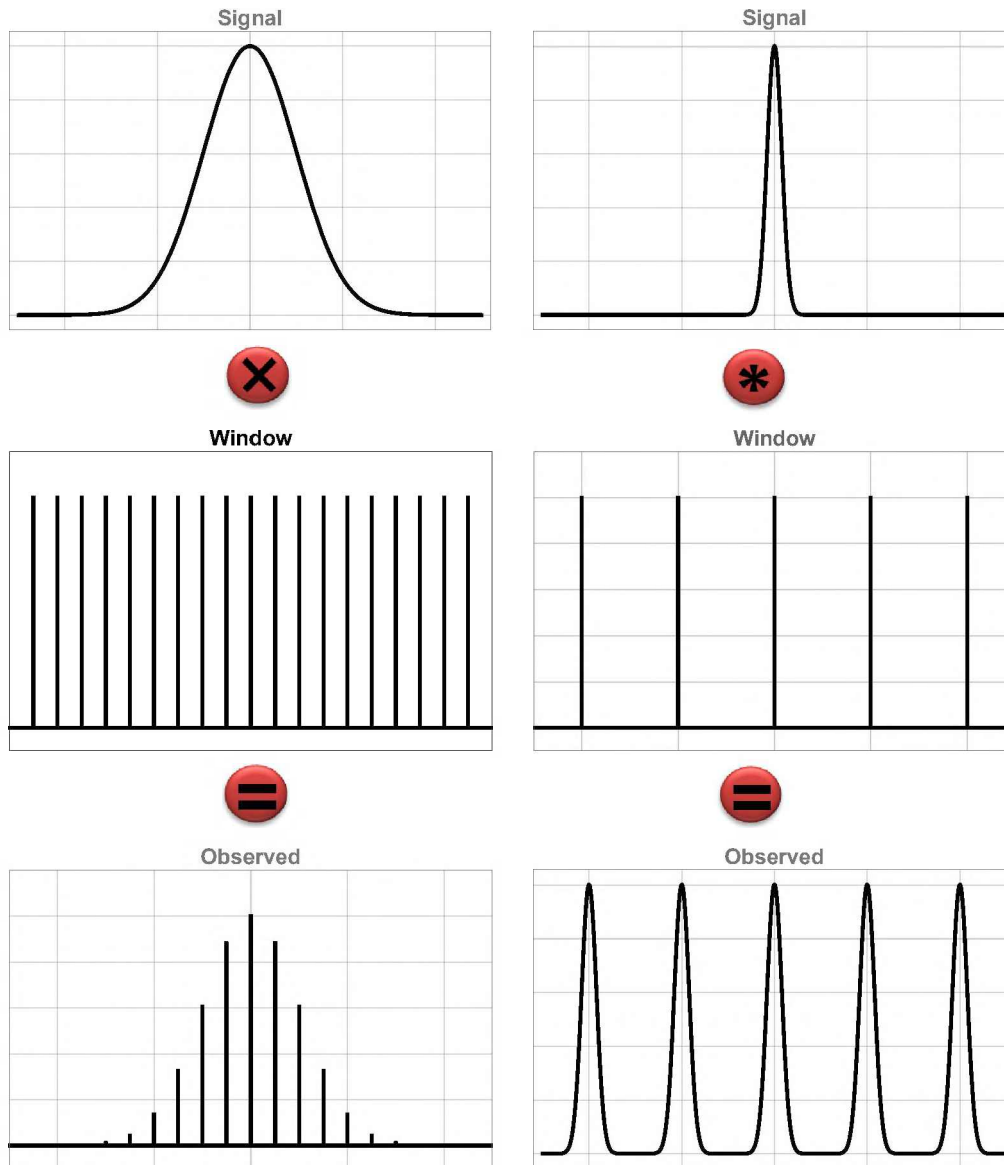 Signal
Signal
×
*
Window
Window
=
=
Observed
Observed